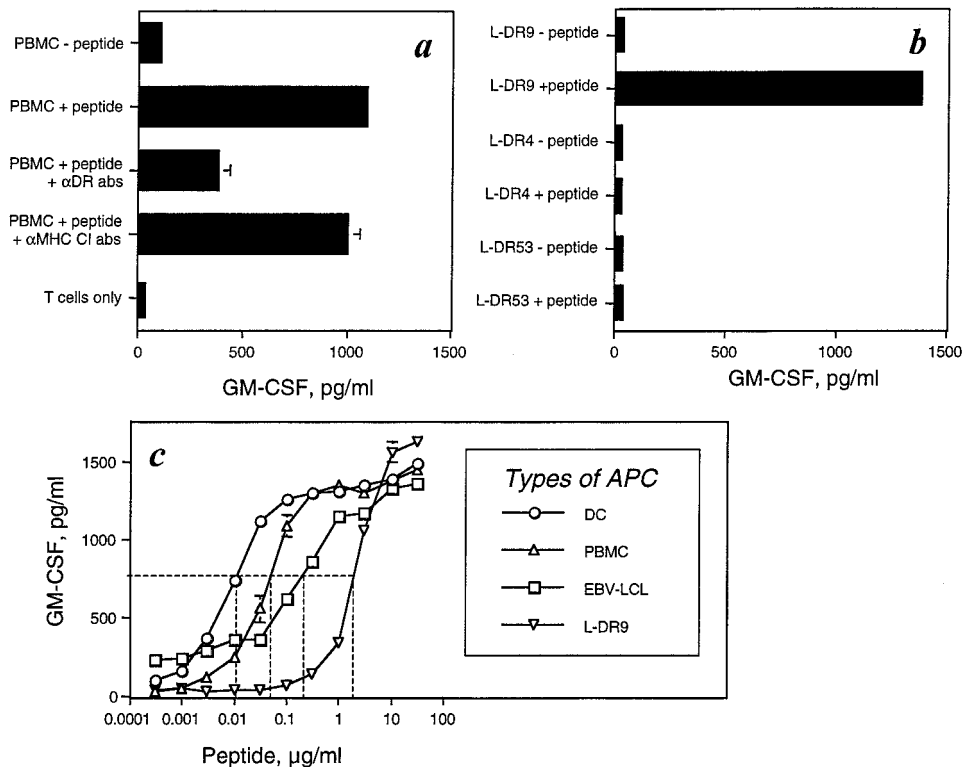 a
PBMC - peptide
PBMC + peptide
PBMC + peptide
+ αDR abs
PBMC + peptide
+ αMHC CI abs
T cells only
0
500
1000
1500
GM-CSF, pg/ml
b
L-DR9 - peptide
L-DR9 +peptide
L-DR4 - peptide
L-DR4 + peptide
L-DR53 - peptide
L-DR53 + peptide
0
500
1000
1500
GM-CSF, pg/ml
c
1500
1000
500
0
GM-CSF, pg/ml
0.0001
0.001
0.01
0.1
1
10
100
Peptide, µg/ml
Types of APC
DC
PBMC
EBV-LCL
L-DR9